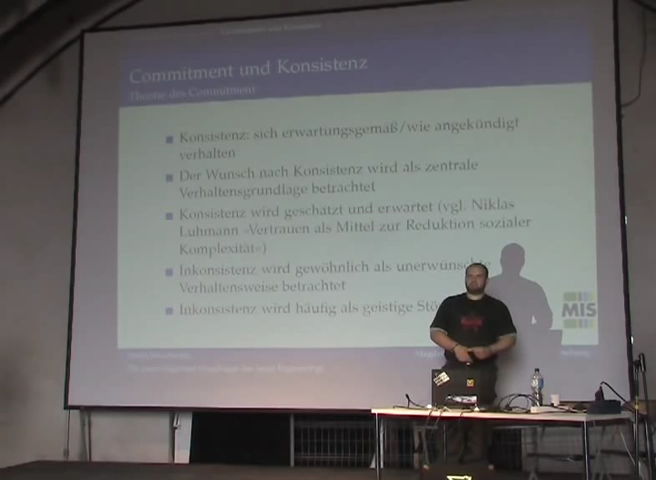 Commitment und Konsistenz
Theorie des Commitment
Konsistenz: sich erwartungsgemäß/wie angekündigt
verhalten
Der Wunsch nach Konsistenz wird als zentrale
Verhaltensgrundlage betrachtet
Konsistenz wird geschätzt und erwartet (vgl. Niklas
Luhmann »Vertrauen als Mittel zur Reduktion sozialer
Komplexität«)
Inkonsistenz wird gewöhnlich als unerwünschte
Verhaltensweise betrachtet
Inkonsistenz wird häufig als geistige
MIS